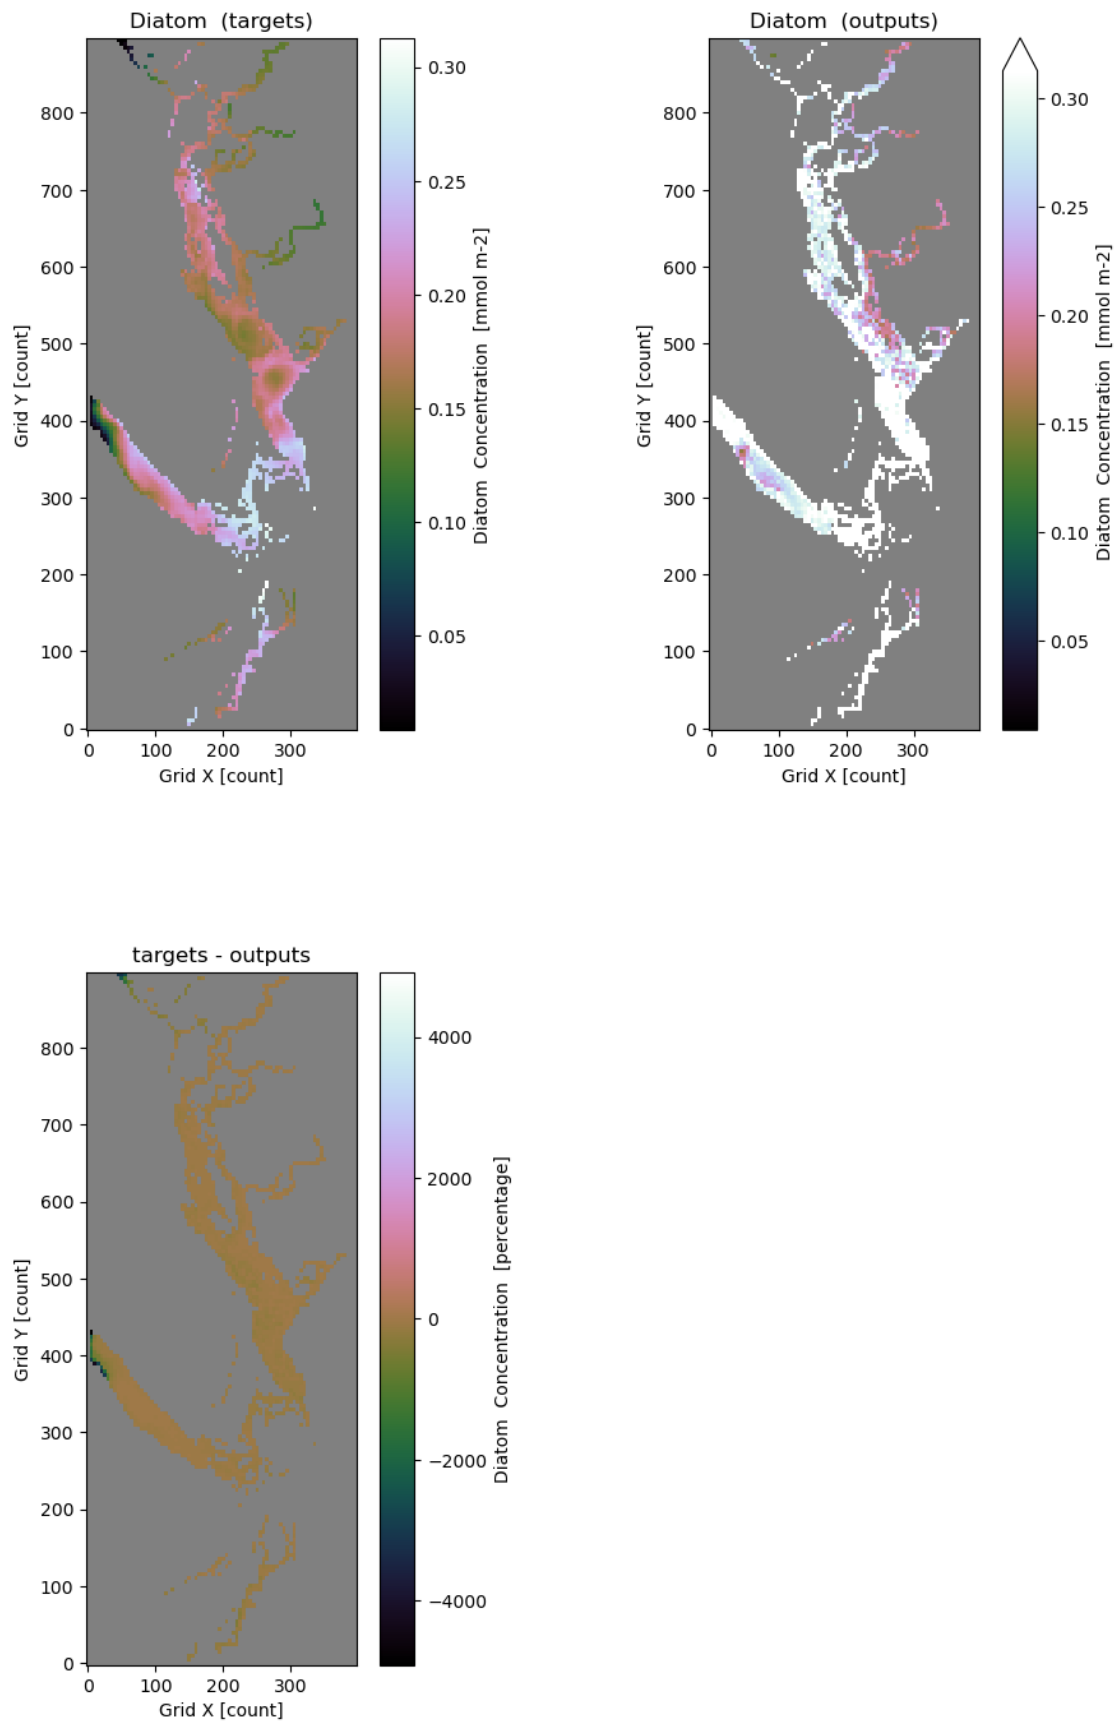 Diatom  (targets)
800
700
600
500
400
300
200
100
0
0 100 200 300
Grid X [count]
Grid Y [count]
0.30
0.25
0.20
0.15
0.10
0.05
Diatom  Concentration  [mmol m-2]
Diatom  (outputs)
800
700
600
500
400
300
200
100
0
0 100 200 300
Grid X [count]
Grid Y [count]
0.30
0.25
0.20
0.15
0.10
0.05
Diatom  Concentration  [mmol m-2]
targets - outputs
800
700
600
500
400
300
200
100
0
0 100 200 300
Grid X [count]
Grid Y [count]
4000
2000
0
−2000
−4000
Diatom  Concentration  [percentage]